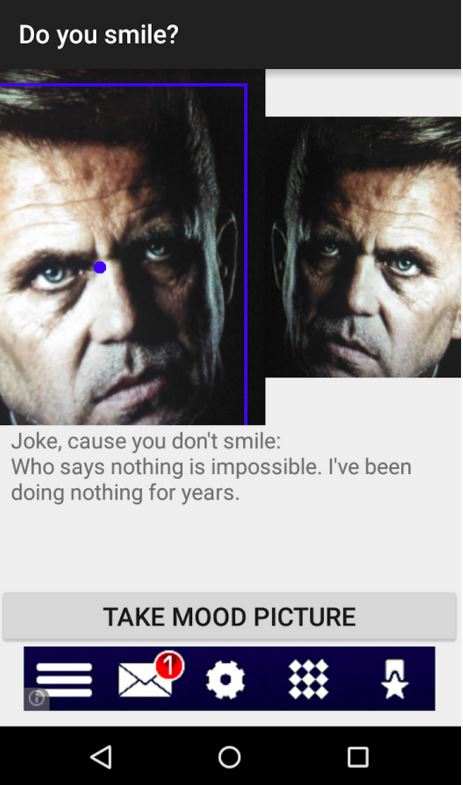 Do you smile?
Joke, cause you don't smile:
Who says nothing is impossible. I've been
doing nothing for years.
TAKE MOOD PICTURE
1